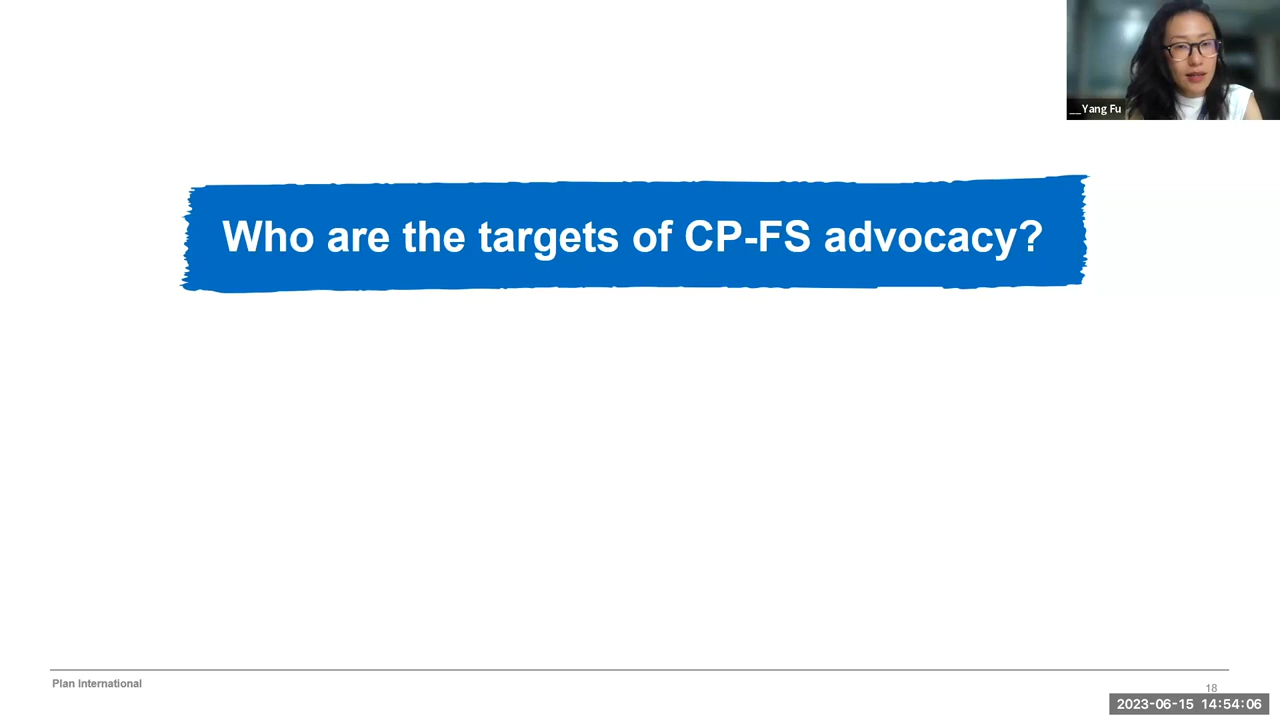 __Yang Fu
Who are the targets of CP-FS advocacy?
Plan International
18
2023-06-15 14:54:06